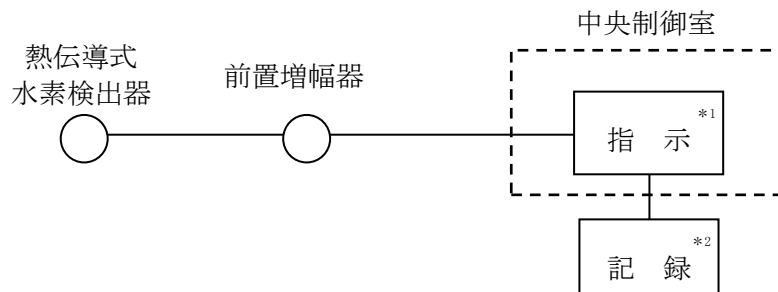 中央制御室
熱伝導式
水素検出器
前置増幅器
指 示 *1
記 録 *2